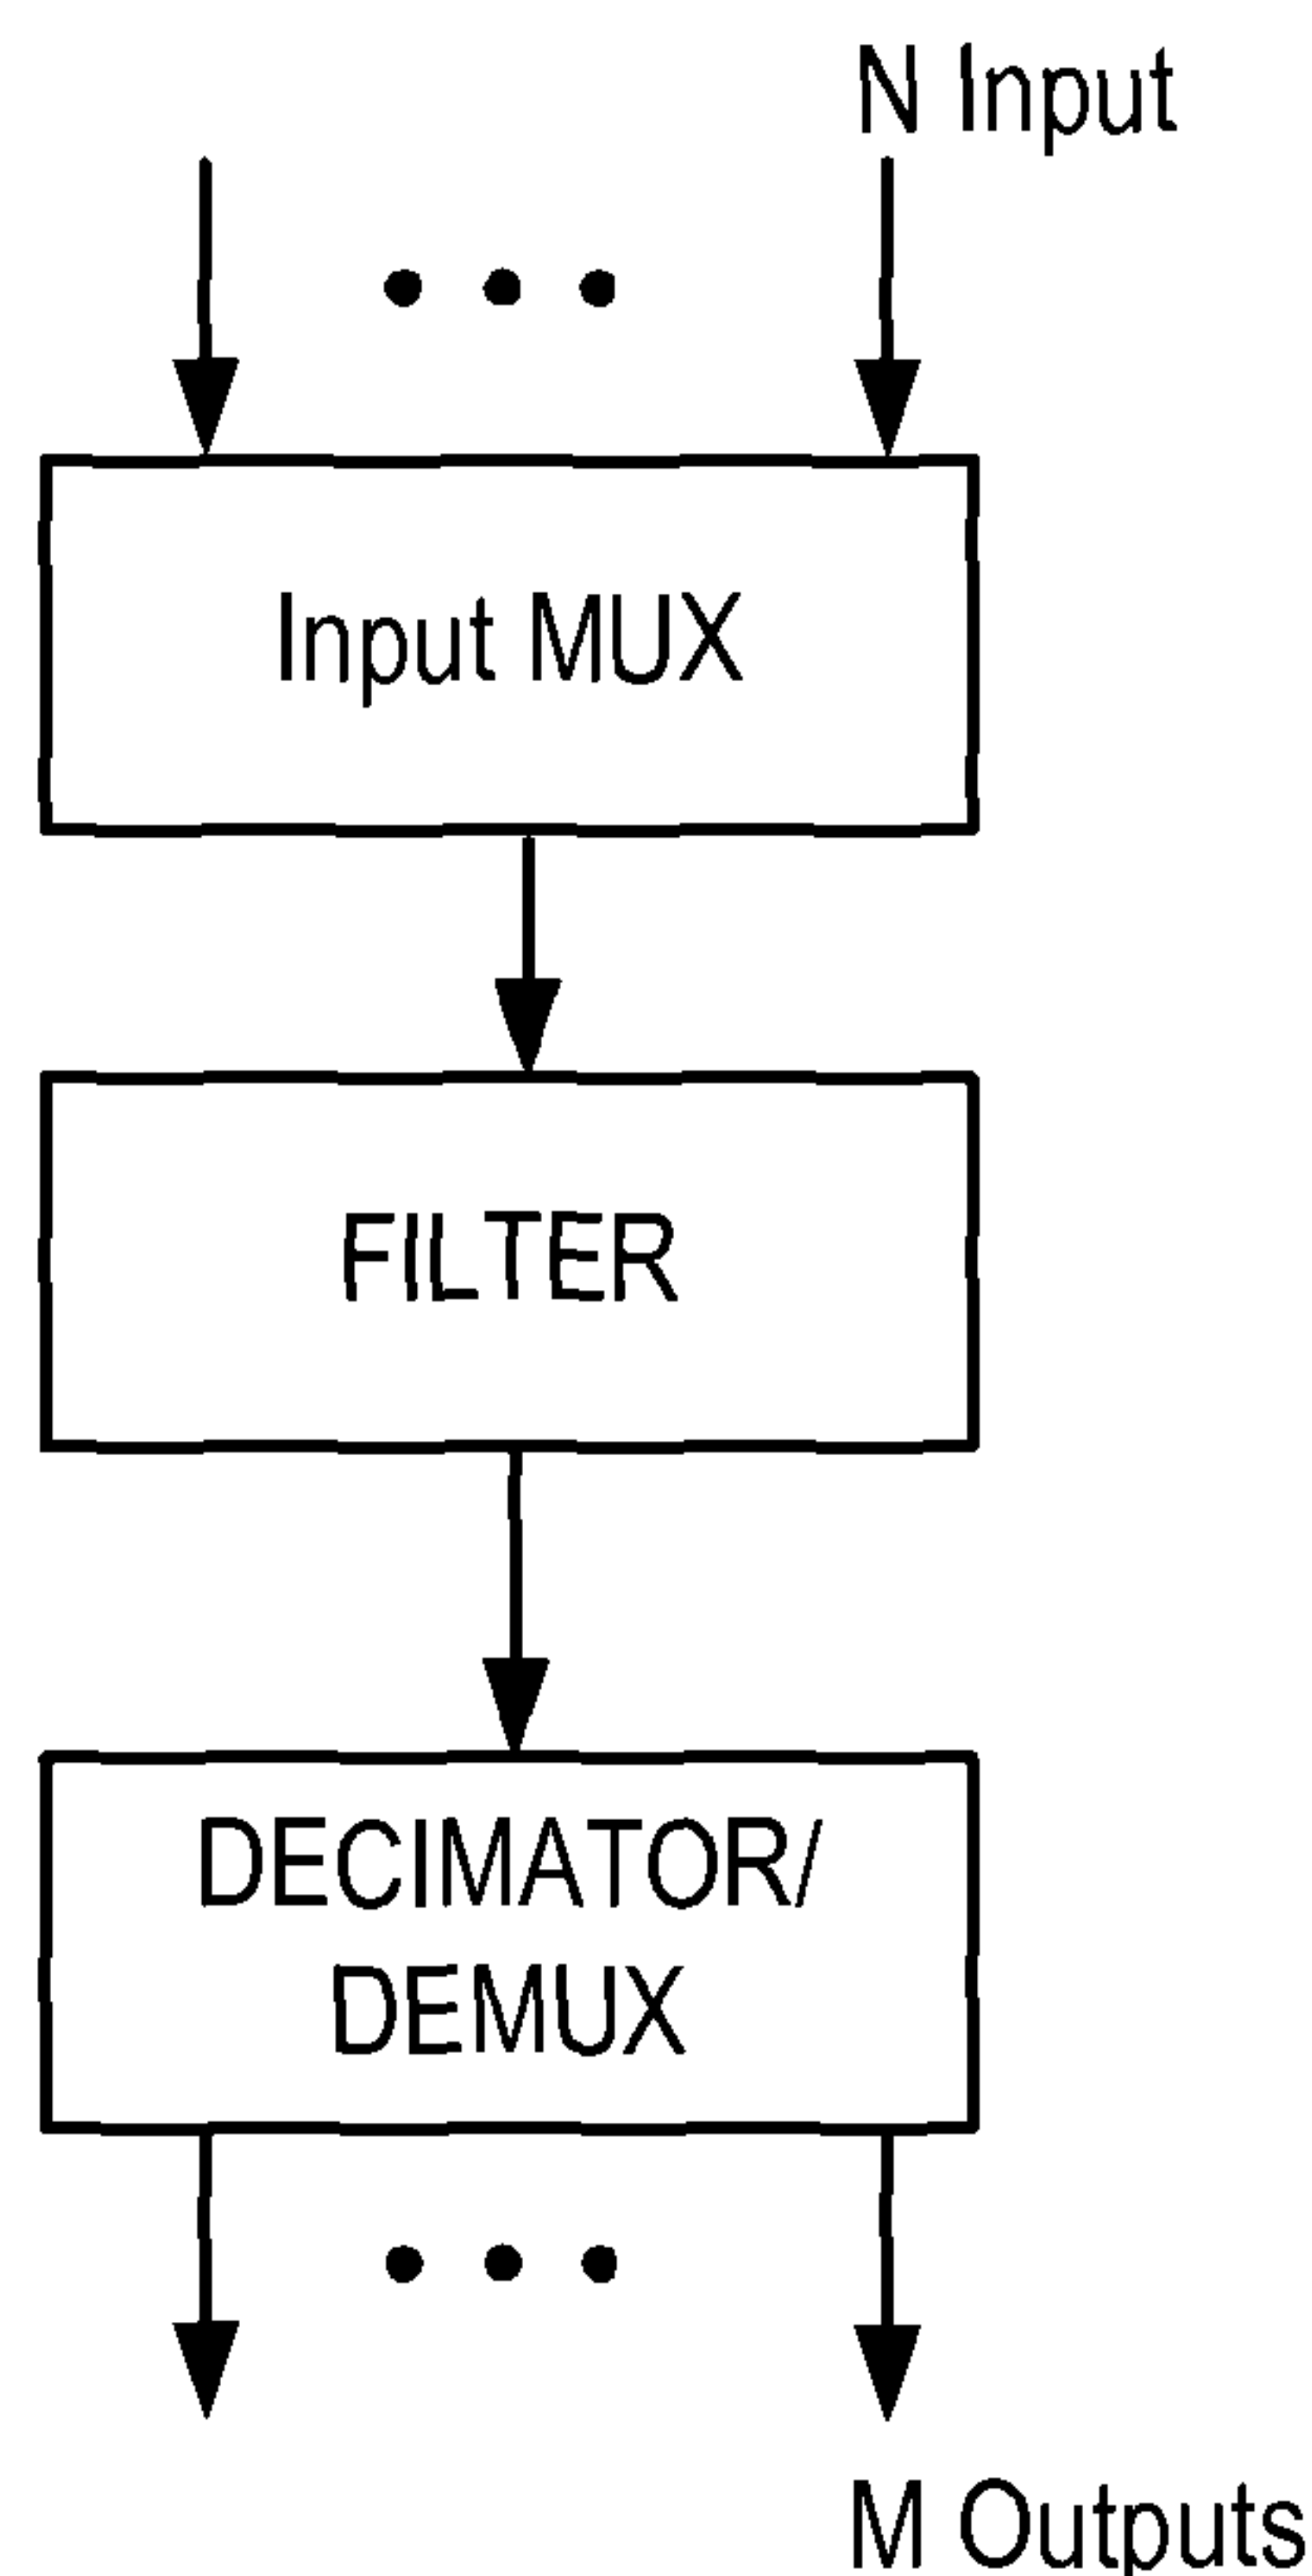 N Input
Input MUX
FILTER
DECIMATOR/
DEMUX
M Outputs